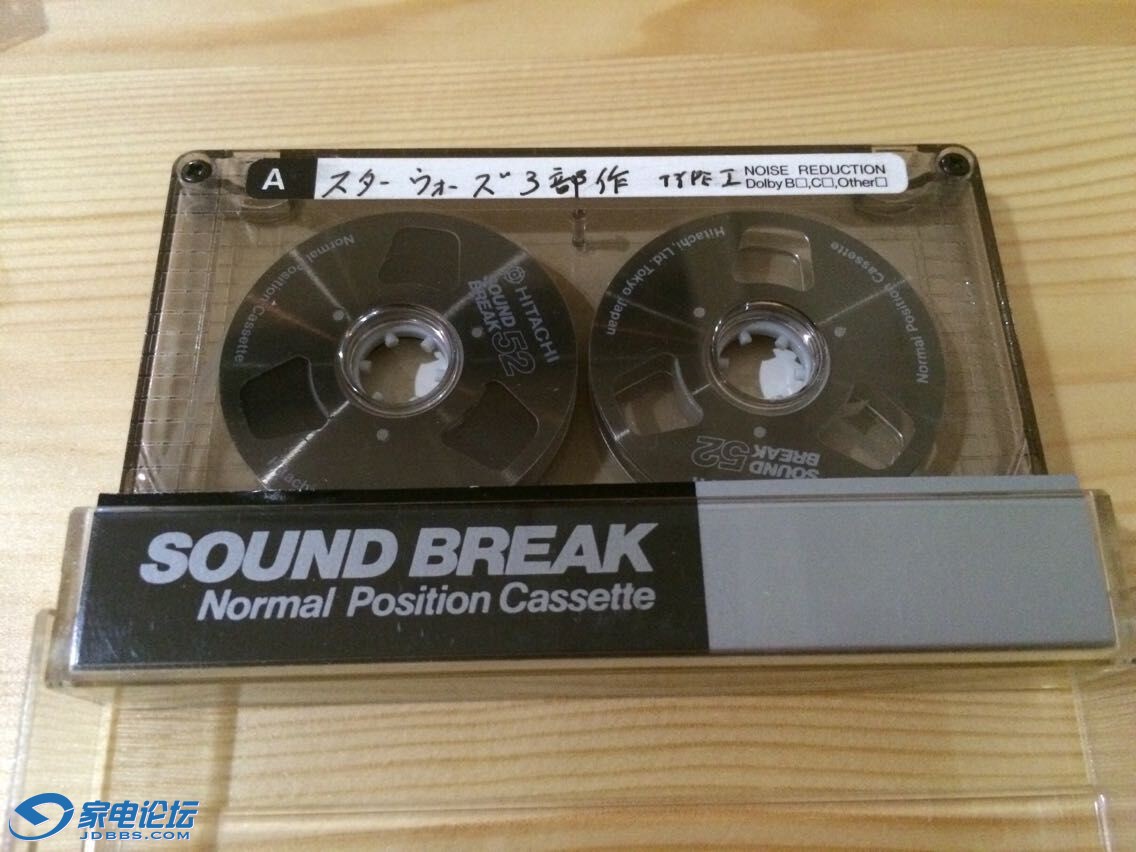 A
スターウォーズ3部作 TYPE I
NOISE REDUCTION
Dolby B□,C□,Other□
Normal Position Cassette
HITACHI
SOUND
BREAK 52
Hitachi
Hitachi, Ltd. Tokyo Japan
Normal Position Cassette
SOUND
BREAK 52
SOUND BREAK
Normal Position Cassette
家电论坛
JDBBS.COM